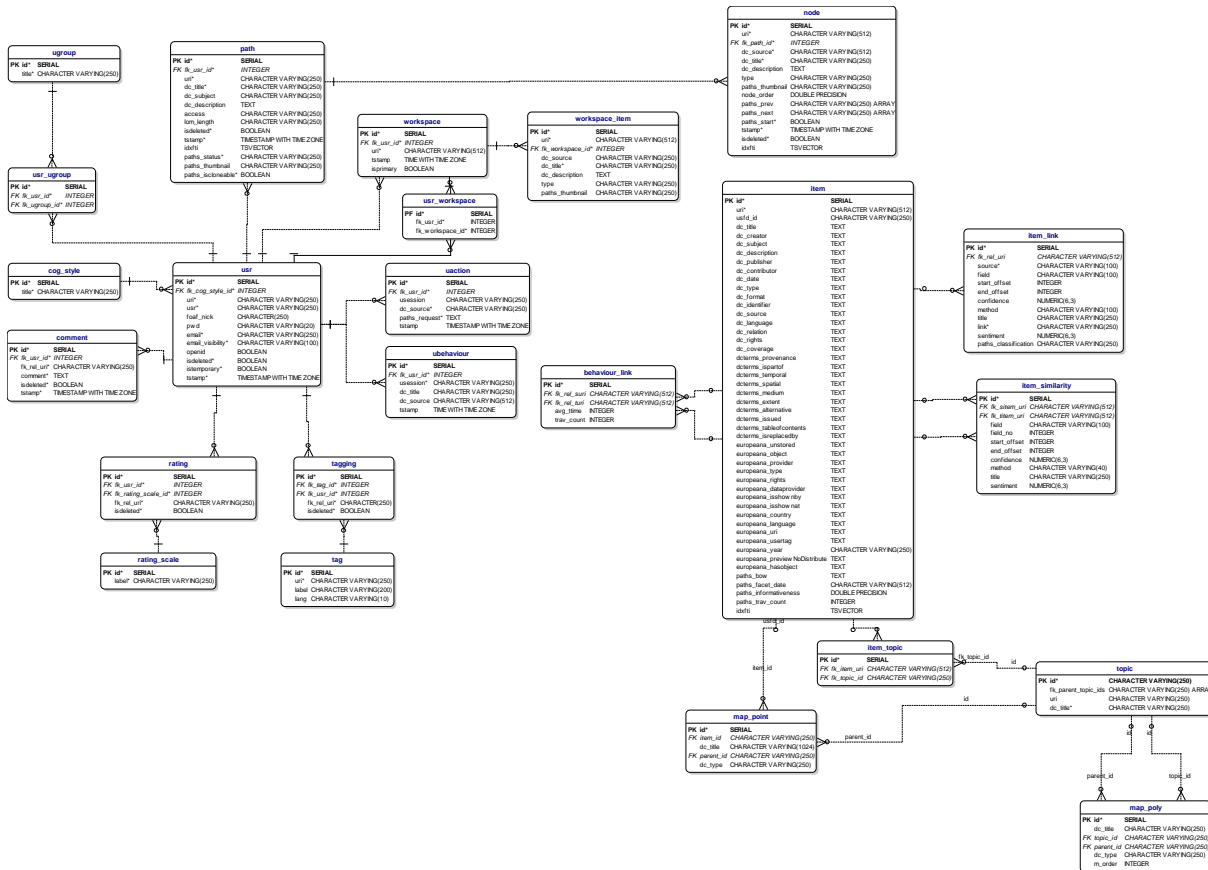 ugroup
PK id* SERIAL
title* CHARACTER VARYING(250)
path
PK id* SERIAL
FK fk_usr_id* INTEGER
uri* CHARACTER VARYING(250)
dc_title* CHARACTER VARYING(250)
dc_subject CHARACTER VARYING(250)
dc_description TEXT
access CHARACTER VARYING(250)
lom_length CHARACTER VARYING(250)
isdeleted* BOOLEAN
tstamp* TIMESTAMP WITH TIME ZONE
idxfti TSVECTOR
paths_status* CHARACTER VARYING(250)
paths_thumbnail CHARACTER VARYING(250)
paths_iscloneable* BOOLEAN
node
PK id* SERIAL
uri* CHARACTER VARYING(512)
FK fk_path_id* INTEGER
dc_source* CHARACTER VARYING(512)
dc_title* CHARACTER VARYING(250)
dc_description TEXT
type CHARACTER VARYING(250)
paths_thumbnail CHARACTER VARYING(250)
node_order DOUBLE PRECISION
paths_prev CHARACTER VARYING(250) ARRAY
paths_next CHARACTER VARYING(250) ARRAY
paths_start* BOOLEAN
tstamp* TIMESTAMP WITH TIME ZONE
isdeleted* BOOLEAN
idxfti TSVECTOR
workspace
PK id* SERIAL
FK fk_usr_id* INTEGER
uri* CHARACTER VARYING(512)
tstamp TIME WITH TIME ZONE
isprimary BOOLEAN
workspace_item
PK id* SERIAL
uri* CHARACTER VARYING(512)
FK fk_workspace_id* INTEGER
dc_source CHARACTER VARYING(250)
dc_title* CHARACTER VARYING(250)
dc_description TEXT
type CHARACTER VARYING(250)
paths_thumbnail CHARACTER VARYING(250)
usr_ugroup
PK id* SERIAL
FK fk_usr_id* INTEGER
FK fk_ugroup_id* INTEGER
usr_workspace
PF id* SERIAL
fk_usr_id* INTEGER
fk_workspace_id* INTEGER
cog_style
PK id* SERIAL
title* CHARACTER VARYING(250)
usr
PK id* SERIAL
FK fk_cog_style_id* INTEGER
uri* CHARACTER VARYING(250)
usr* CHARACTER VARYING(250)
foaf_nick CHARACTER(250)
pwd CHARACTER VARYING(20)
email* CHARACTER VARYING(250)
email_visibility* CHARACTER VARYING(100)
openid BOOLEAN
isdeleted* BOOLEAN
istemporary* BOOLEAN
tstamp* TIMESTAMP WITH TIME ZONE
uaction
PK id* SERIAL
FK fk_usr_id* INTEGER
usession CHARACTER VARYING(250)
dc_source* CHARACTER VARYING(250)
paths_request* TEXT
tstamp TIMESTAMP WITH TIME ZONE
comment
PK id* SERIAL
FK fk_usr_id* INTEGER
fk_rel_uri* CHARACTER VARYING(250)
comment* TEXT
isdeleted* BOOLEAN
tstamp* TIMESTAMP WITH TIME ZONE
ubehaviour
PK id* SERIAL
FK fk_usr_id* INTEGER
usession* CHARACTER VARYING(250)
dc_title CHARACTER VARYING(250)
dc_source CHARACTER VARYING(512)
tstamp TIME WITH TIME ZONE
rating
PK id* SERIAL
FK fk_usr_id* INTEGER
FK fk_rating_scale_id* INTEGER
fk_rel_uri* CHARACTER VARYING(250)
isdeleted* BOOLEAN
tagging
PK id* SERIAL
FK fk_tag_id* INTEGER
FK fk_usr_id* INTEGER
fk_rel_uri* CHARACTER(250)
isdeleted* BOOLEAN
rating_scale
PK id* SERIAL
label* CHARACTER VARYING(250)
tag
PK id* SERIAL
uri* CHARACTER VARYING(250)
label CHARACTER VARYING(200)
lang CHARACTER VARYING(10)
behaviour_link
PK id* SERIAL
FK fk_rel_suri CHARACTER VARYING(512)
FK fk_rel_turi CHARACTER VARYING(512)
avg_ttime INTEGER
trav_count INTEGER
item
PK id* SERIAL
uri* CHARACTER VARYING(512)
usfd_id CHARACTER VARYING(250)
dc_title TEXT
dc_creator TEXT
dc_subject TEXT
dc_description TEXT
dc_publisher TEXT
dc_contributor TEXT
dc_date TEXT
dc_type TEXT
dc_format TEXT
dc_identifier TEXT
dc_source TEXT
dc_language TEXT
dc_relation TEXT
dc_rights TEXT
dc_coverage TEXT
dcterms_provenance TEXT
dcterms_ispartof TEXT
dcterms_temporal TEXT
dcterms_spatial TEXT
dcterms_medium TEXT
dcterms_extent TEXT
dcterms_alternative TEXT
dcterms_issued TEXT
dcterms_tableofcontents TEXT
dcterms_isreplacedby TEXT
europeana_unstored TEXT
europeana_object TEXT
europeana_provider TEXT
europeana_type TEXT
europeana_rights TEXT
europeana_dataprovider TEXT
europeana_isshownby TEXT
europeana_isshownat TEXT
europeana_country TEXT
europeana_language TEXT
europeana_uri TEXT
europeana_usertag TEXT
europeana_year CHARACTER VARYING(250)
europeana_previewNoDistribute TEXT
europeana_hasobject TEXT
paths_bow TEXT
paths_facet_date CHARACTER VARYING(512)
paths_informativeness DOUBLE PRECISION
paths_trav_count INTEGER
idxfti TSVECTOR
item_link
PK id* SERIAL
FK fk_rel_uri CHARACTER VARYING(512)
source* CHARACTER VARYING(100)
field CHARACTER VARYING(100)
start_offset INTEGER
end_offset INTEGER
confidence NUMERIC(6,3)
method CHARACTER VARYING(100)
title CHARACTER VARYING(250)
link* CHARACTER VARYING(250)
sentiment NUMERIC(6,3)
paths_classification CHARACTER VARYING(250)
item_similarity
PK id* SERIAL
FK fk_sitem_uri CHARACTER VARYING(512)
FK fk_titem_uri CHARACTER VARYING(512)
field CHARACTER VARYING(100)
field_no INTEGER
start_offset INTEGER
end_offset INTEGER
confidence NUMERIC(6,3)
method CHARACTER VARYING(40)
title CHARACTER VARYING(250)
sentiment NUMERIC(6,3)
usfd_id
item_id
item_topic
PK id* SERIAL
FK fk_item_uri CHARACTER VARYING(512)
FK fk_topic_id CHARACTER VARYING(250)
fk_topic_id
id
topic
PK id* CHARACTER VARYING(250)
fk_parent_topic_ids CHARACTER VARYING(250) ARRA
uri CHARACTER VARYING(250)
dc_title* CHARACTER VARYING(250)
map_point
PK id* SERIAL
FK item_id CHARACTER VARYING(250)
dc_title CHARACTER VARYING(1024)
FK parent_id CHARACTER VARYING(250)
dc_type CHARACTER VARYING(250)
id
parent_id
id
id
parent_id
topic_id
map_poly
PK id* SERIAL
dc_title CHARACTER VARYING(250)
FK topic_id CHARACTER VARYING(250)
FK parent_id CHARACTER VARYING(250)
dc_type CHARACTER VARYING(250)
m_order INTEGER